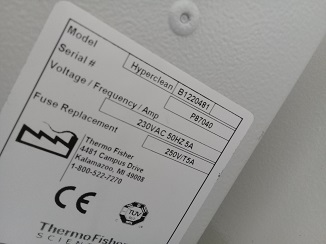 Model Hyperclean B1220481
Serial # P87040
Voltage / Frequency / Amp 230VAC 50HZ 5A
Fuse Replacement 250V/T5A
Thermo Fisher
4481 Campus Drive
Kalamazoo, MI 49008
1-800-522-7270
CE
TUV
ThermoFisher
SCIEN